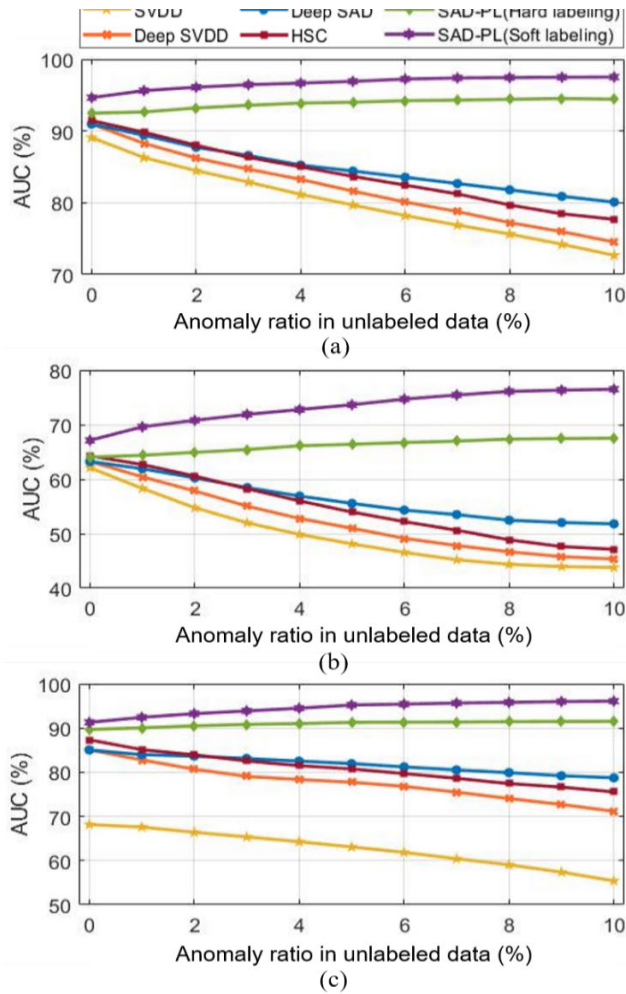 SVDD Deep SAD SAD-PL(Hard labeling)
Deep SVDD HSC SAD-PL(Soft labeling)
100
90
80
70
AUC (%)
0 2 4 6 8 10
Anomaly ratio in unlabeled data (%)
(a)
80
70
60
50
40
AUC (%)
0 2 4 6 8 10
Anomaly ratio in unlabeled data (%)
(b)
100
90
80
70
60
50
AUC (%)
0 2 4 6 8 10
Anomaly ratio in unlabeled data (%)
(c)